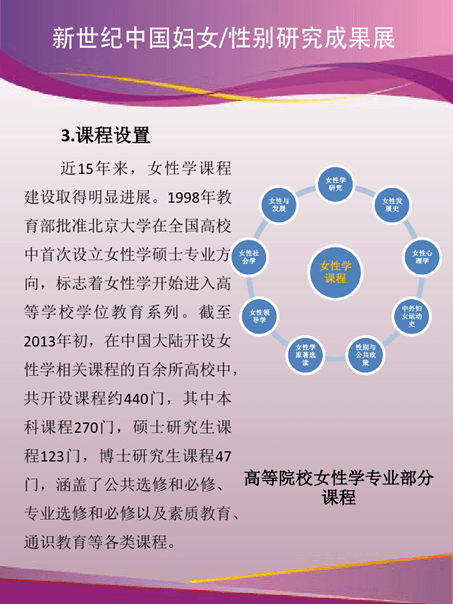 新世纪中国妇女/性别研究成果展
3.课程设置
近15年来，女性学课程
建设取得明显进展。1998年教
育部批准北京大学在全国高校
中首次设立女性学硕士专业方
向，标志着女性学开始进入高
等学校学位教育系列。截至
2013年初，在中国大陆开设女
性学相关课程的百余所高校中，
共开设课程约440门，其中本
科课程270门，硕士研究生课
程123门，博士研究生课程47
门，涵盖了公共选修和必修、
专业选修和必修以及素质教育、
通识教育等各类课程。
女性学
课程
女性学
研究
女性发
展史
女性心
理学
中外妇
女运动
史
性别与
公共政
策
女性学
原著选
读
女性领
导学
女性社
会学
女性与
发展
高等院校女性学专业部分
课程